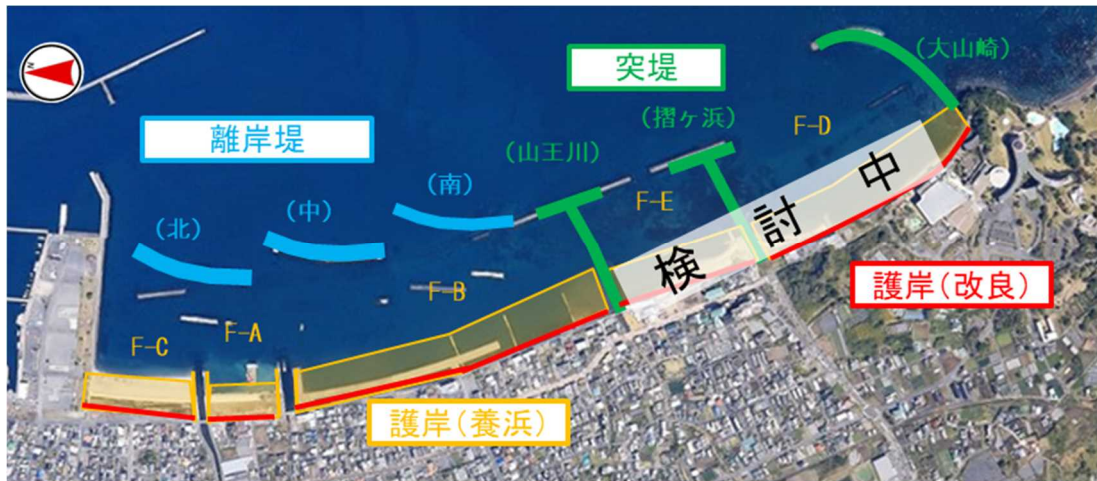 N
突堤
(大山崎)
(摺ヶ浜)
F-D
離岸堤
(山王川)
(南)
(中)
(北)
F-E
検討中
F-B
F-A
F-C
護岸(改良)
護岸(養浜)